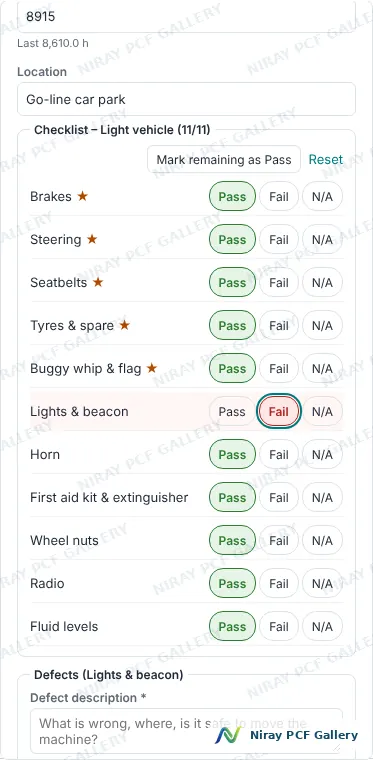 8915
Last 8,610.0 h
Location
Go-line car park
Checklist – Light vehicle (11/11)
Mark remaining as Pass Reset
Brakes ★ Pass Fail N/A
Steering ★ Pass Fail N/A
Seatbelts ★ Pass Fail N/A
Tyres & spare ★ Pass Fail N/A
Buggy whip & flag ★ Pass Fail N/A
Lights & beacon Pass Fail N/A
Horn Pass Fail N/A
First aid kit & extinguisher Pass Fail N/A
Wheel nuts Pass Fail N/A
Radio Pass Fail N/A
Fluid levels Pass Fail N/A
Defects (Lights & beacon)
Defect description *
What is wrong, where, is it safe to move the
machine?
Niray PCF Gallery
NIRAY PCF GALLERY